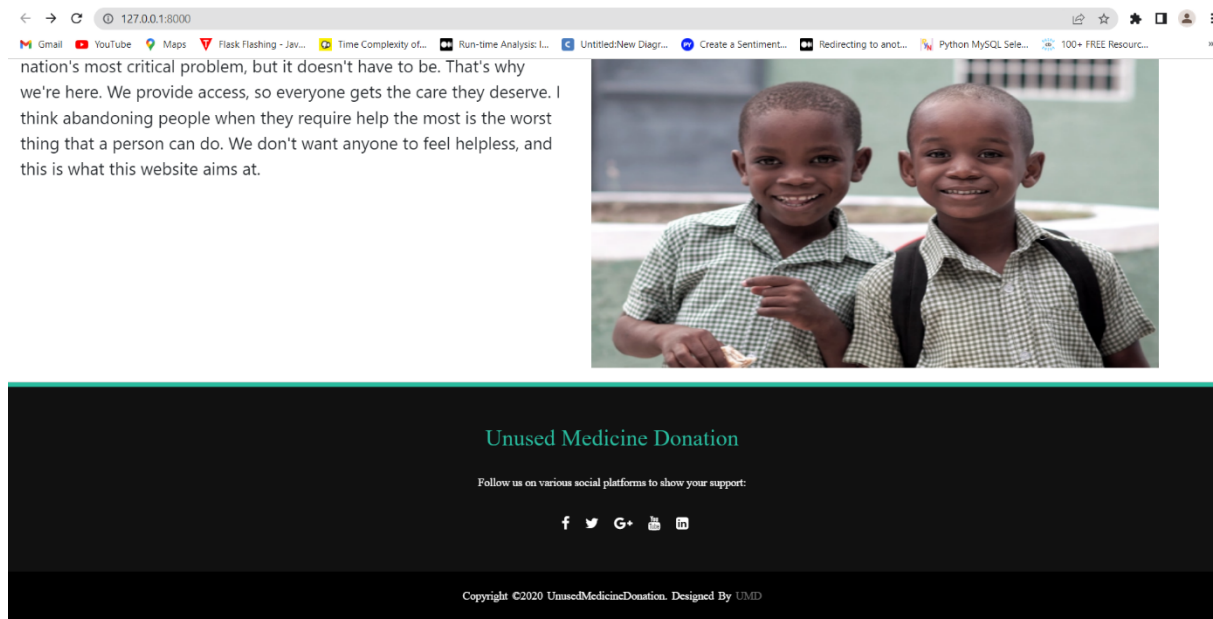 127.0.0.1:8000
Gmail YouTube Maps Flask Flashing - Jav... Time Complexity of... Run-time Analysis: I... Untitled:New Diagr... Create a Sentiment... Redirecting to anot... Python MySQL Sele... 100+ FREE Resourc... »
nation's most critical problem, but it doesn't have to be. That's why
we're here. We provide access, so everyone gets the care they deserve. I
think abandoning people when they require help the most is the worst
thing that a person can do. We don't want anyone to feel helpless, and
this is what this website aims at.
Unused Medicine Donation
Follow us on various social platforms to show your support:
Copyright ©2020 UnusedMedicineDonation. Designed By UMD